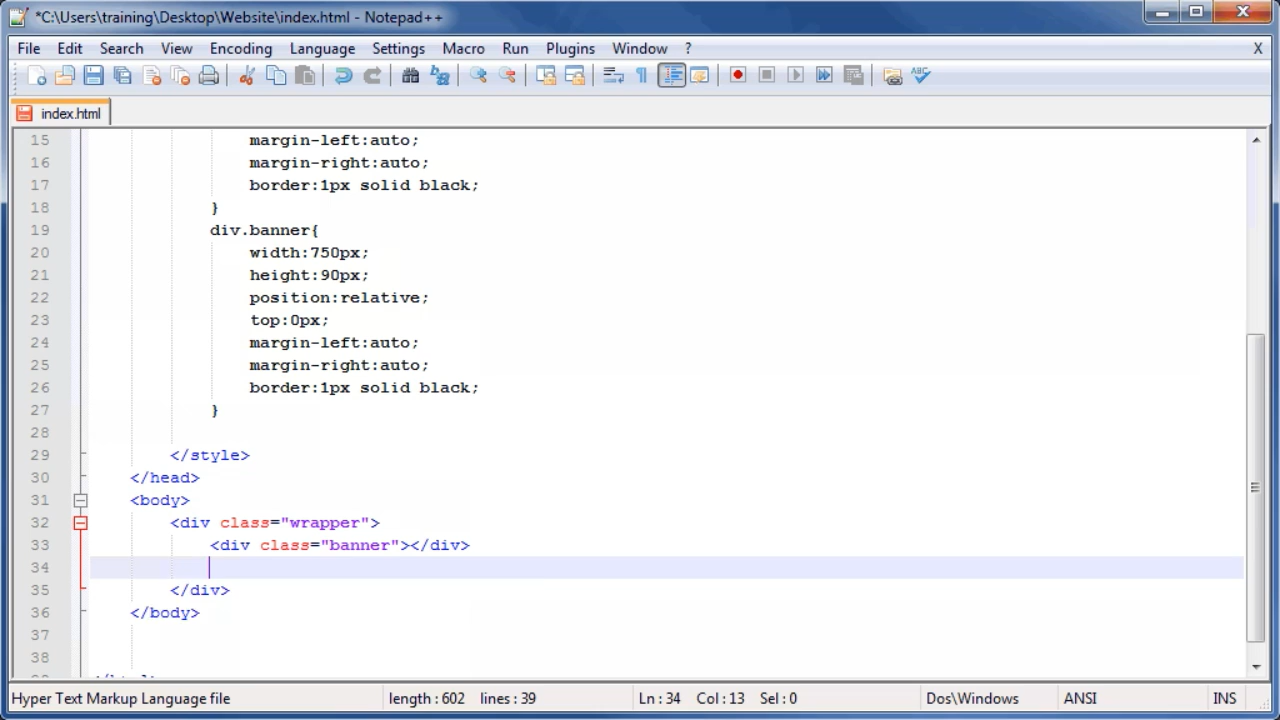 *C:\Users\training\Desktop\Website\index.html - Notepad++
File Edit Search View Encoding Language Settings Macro Run Plugins Window ? X
index.html
15 margin-left:auto;
16 margin-right:auto;
17 border:1px solid black;
18 }
19 div.banner{
20 width:750px;
21 height:90px;
22 position:relative;
23 top:0px;
24 margin-left:auto;
25 margin-right:auto;
26 border:1px solid black;
27 }
28
29 </style>
30 </head>
31 <body>
32 <div class="wrapper">
33 <div class="banner"></div>
34
35 </div>
36 </body>
37
38
Hyper Text Markup Language file length : 602 lines : 39 Ln : 34 Col : 13 Sel : 0 Dos\Windows ANSI INS